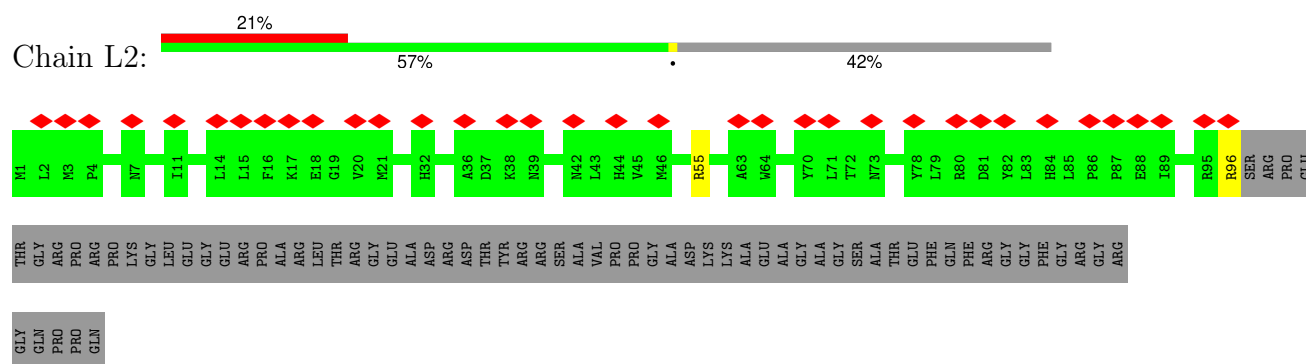 21%
Chain L2:
57% • 42%
M1 L2 M3 P4 N7 I11 L14 L15 F16 K17 E18 G19 V20 M21 H32 A36 D37 K38 N39 N42 L43 H44 V45 M46 R55 A63 W64 Y70 L71 T72 N73 Y78 L79 R80 D81 Y82 L83 H84 L85 P86 P87 E88 I89 R95 R96 SER ARG PRO GLU
THR GLY ARG PRO ARG PRO LYS GLY LEU GLU GLY GLU ARG PRO ALA ARG LEU THR ARG GLY GLU ALA ASP ARG ASP THR TYR ARG ARG SER ALA VAL PRO PRO GLY ALA ASP LYS LYS ALA GLU ALA GLY ALA GLY SER ALA THR GLU PHE GLN PHE ARG GLY GLY PHE GLY ARG GLY ARG
GLY GLN PRO PRO GLN